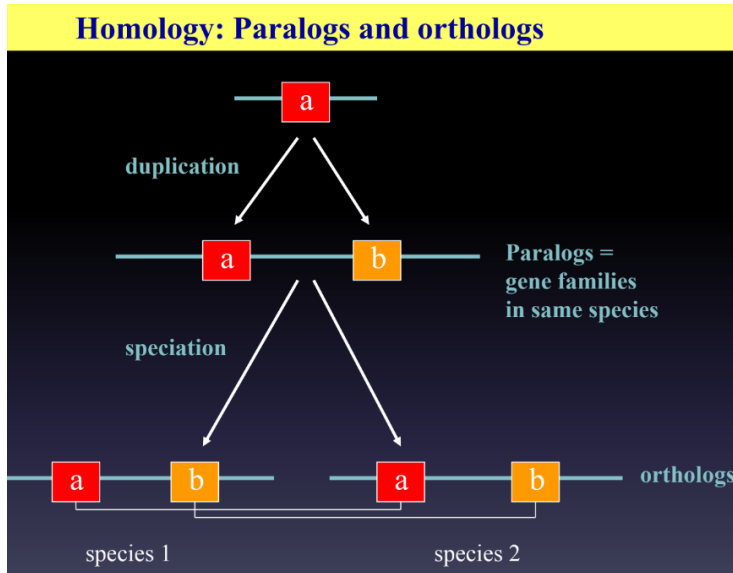 Homology: Paralogs and orthologs
a
duplication
a b
Paralogs =
gene families
in same species
speciation
a b a b
orthologs
species 1 species 2